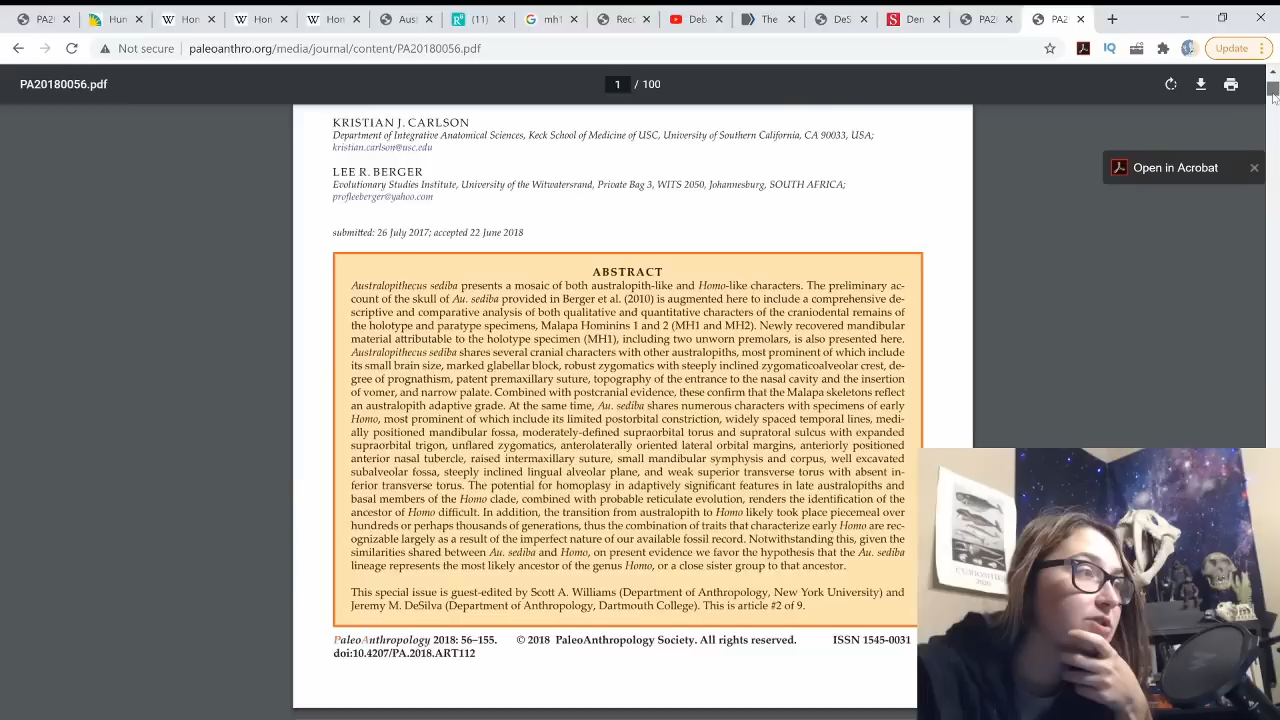 PA20
Hum
Hon
Hon
Hon
Aus
(11)
mh1
Rec
Deb
The
DeS
Den
PA2
PA2
Not secure
paleoanthro.org/media/journal/content/PA20180056.pdf
IQ
Update
PA20180056.pdf
1 / 100
Open in Acrobat
KRISTIAN J. CARLSON
Department of Integrative Anatomical Sciences, Keck School of Medicine of USC, University of Southern California, CA 90033, USA;
kristian.carlson@usc.edu
LEE R. BERGER
Evolutionary Studies Institute, University of the Witwatersrand, Private Bag 3, WITS 2050, Johannesburg, SOUTH AFRICA;
profleeberger@yahoo.com
submitted: 26 July 2017; accepted 22 June 2018
ABSTRACT
Australopithecus sediba presents a mosaic of both australopith-like and Homo-like characters. The preliminary ac-
count of the skull of Au. sediba provided in Berger et al. (2010) is augmented here to include a comprehensive de-
scriptive and comparative analysis of both qualitative and quantitative characters of the craniodental remains of
the holotype and paratype specimens, Malapa Hominins 1 and 2 (MH1 and MH2). Newly recovered mandibular
material attributable to the holotype specimen (MH1), including two unworn premolars, is also presented here.
Australopithecus sediba shares several cranial characters with other australopiths, most prominent of which include
its small brain size, marked glabellar block, robust zygomatics with steeply inclined zygomaticoalveolar crest, de-
gree of prognathism, patent premaxillary suture, topography of the entrance to the nasal cavity and the insertion
of vomer, and narrow palate. Combined with postcranial evidence, these confirm that the Malapa skeletons reflect
an australopith adaptive grade. At the same time, Au. sediba shares numerous characters with specimens of early
Homo, most prominent of which include its limited postorbital constriction, widely spaced temporal lines, medi-
ally positioned mandibular fossa, moderately-defined supraorbital torus and supratoral sulcus with expanded
supraorbital trigon, unflared zygomatics, anterolaterally oriented lateral orbital margins, anteriorly positioned
anterior nasal tubercle, raised intermaxillary suture, small mandibular symphysis and corpus, well excavated
subalveolar fossa, steeply inclined lingual alveolar plane, and weak superior transverse torus with absent in-
ferior transverse torus. The potential for homoplasy in adaptively significant features in late australopiths and
basal members of the Homo clade, combined with probable reticulate evolution, renders the identification of the
ancestor of Homo difficult. In addition, the transition from australopith to Homo likely took place piecemeal over
hundreds or perhaps thousands of generations, thus the combination of traits that characterize early Homo are rec-
ognizable largely as a result of the imperfect nature of our available fossil record. Notwithstanding this, given the
similarities shared between Au. sediba and Homo, on present evidence we favor the hypothesis that the Au. sediba
lineage represents the most likely ancestor of the genus Homo, or a close sister group to that ancestor.
This special issue is guest-edited by Scott A. Williams (Department of Anthropology, New York University) and
Jeremy M. DeSilva (Department of Anthropology, Dartmouth College). This is article #2 of 9.
PaleoAnthropology 2018: 56–155. © 2018 PaleoAnthropology Society. All rights reserved. ISSN 1545-0031
doi:10.4207/PA.2018.ART112